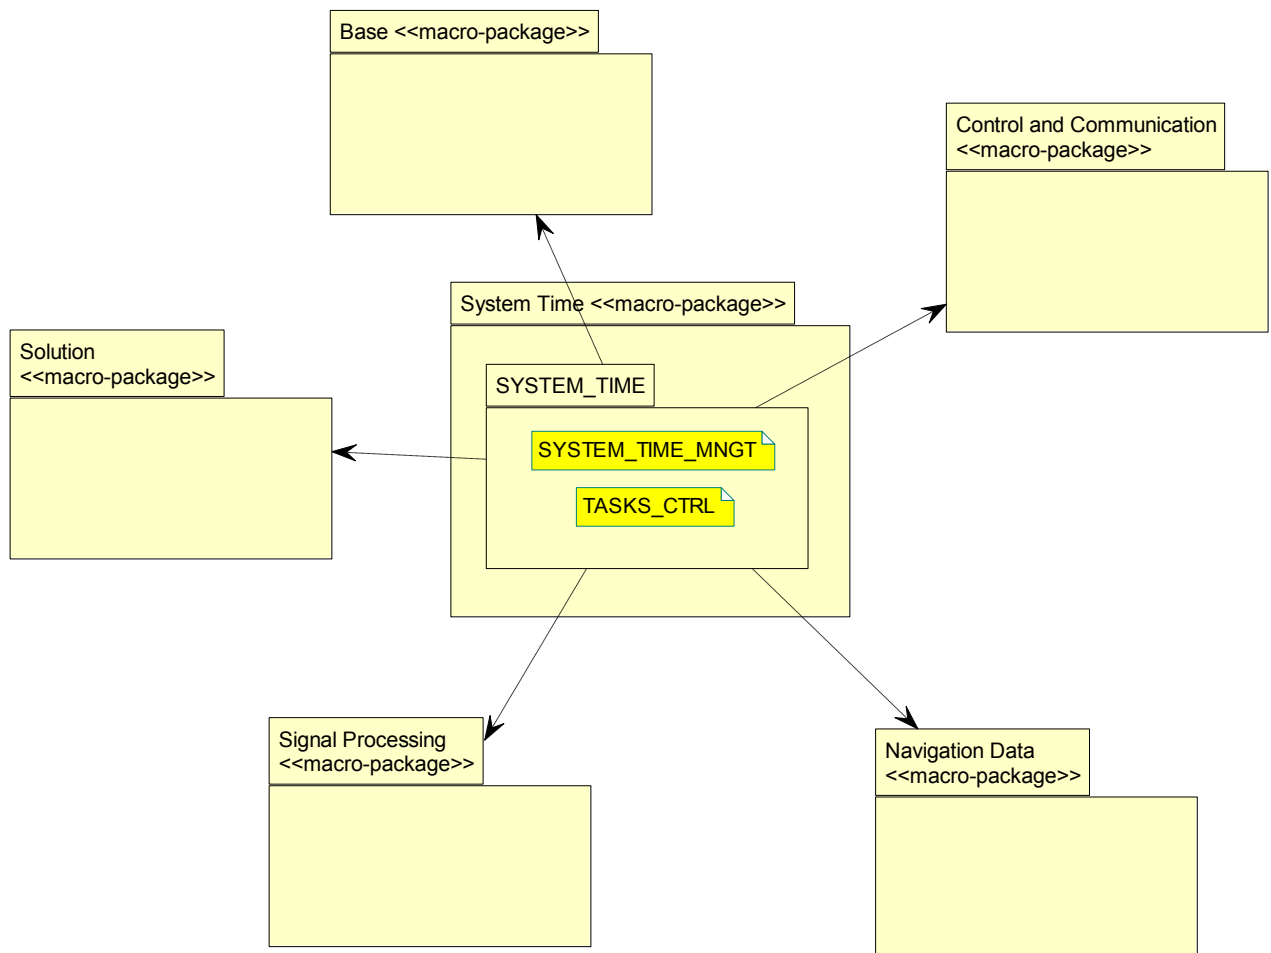 Base <<macro-package>>
Control and Communication
<<macro-package>>
System Time <<macro-package>>
Solution
<<macro-package>>
SYSTEM_TIME
SYSTEM_TIME_MNGT
TASKS_CTRL
Signal Processing
<<macro-package>>
Navigation Data
<<macro-package>>